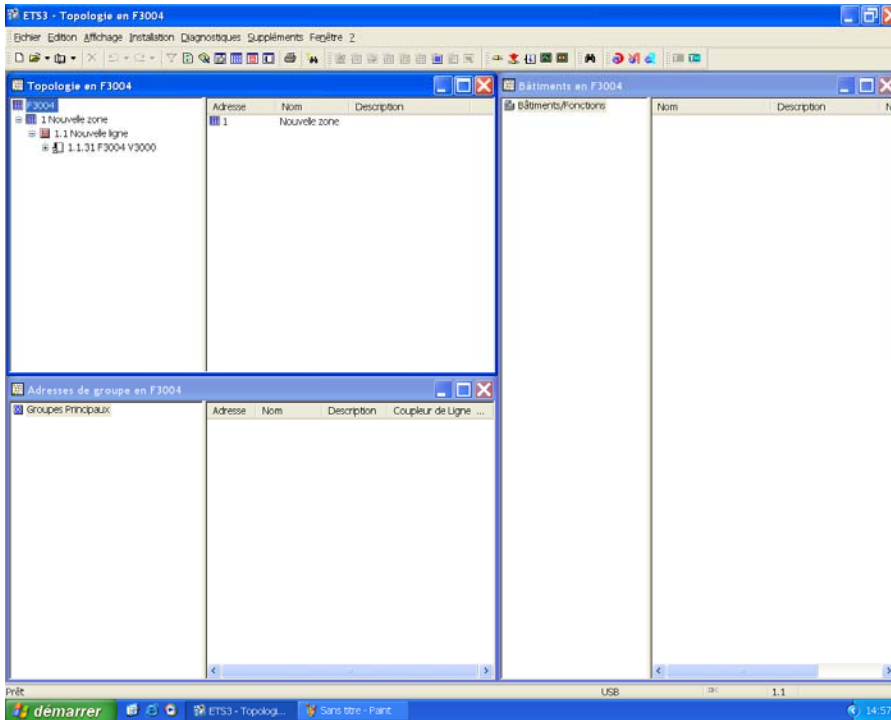 ETS3 - Topologie en F3004
Fichier Edition Affichage Installation Diagnostiques Suppléments Fenêtre ?
Topologie en F3004
F3004
1 Nouvelle zone
1.1 Nouvelle ligne
1.1.31 F3004 V3000
Adresse Nom Description
1 Nouvelle zone
Bâtiments en F3004
Bâtiments/Fonctions
Nom Description N
Adresses de groupe en F3004
Groupes Principaux
Adresse Nom Description Coupleur de Ligne ...
Prêt USB 1.1
démarrer ETS3 - Topologi... Sans titre - Paint 14:57